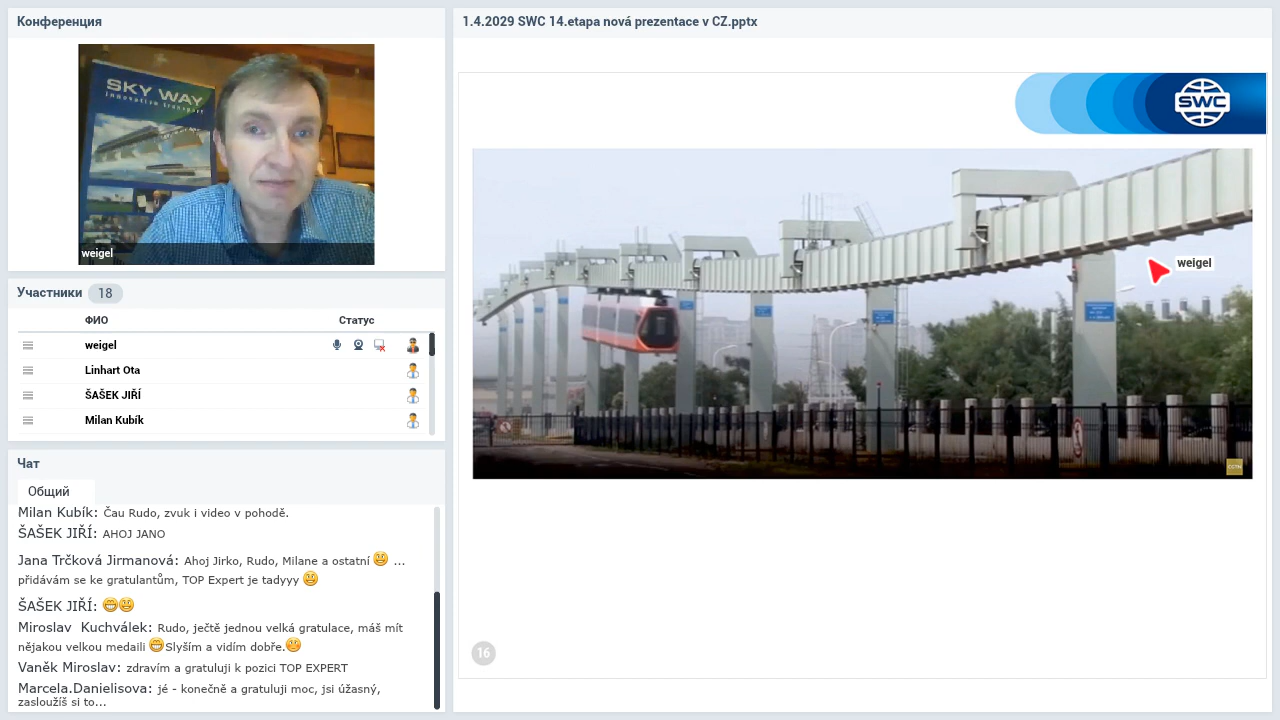 Конференция
SKY WAY
innovative transport
weigel
Участники 18
ФИО Статус
weigel
Linhart Ota
ŠAŠEK JIŘÍ
Milan Kubík
Чат
Общий
Milan Kubík: Čau Rudo, zvuk i video v pohodě.
ŠAŠEK JIŘÍ: AHOJ JANO
Jana Trčková Jirmanová: Ahoj Jirko, Rudo, Milane a ostatní ...
přidávám se ke gratulantům, TOP Expert je tadyyy
ŠAŠEK JIŘÍ:
Miroslav Kuchválek: Rudo, ječtě jednou velká gratulace, máš mít
nějakou velkou medaili Slyším a vidím dobře.
Vaněk Miroslav: zdravím a gratuluji k pozici TOP EXPERT
Marcela.Danielisova: jé - konečně a gratuluji moc, jsi úžasný,
zasloužíš si to...
1.4.2029 SWC 14.etapa nová prezentace v CZ.pptx
SWC
weigel
CGTN
16